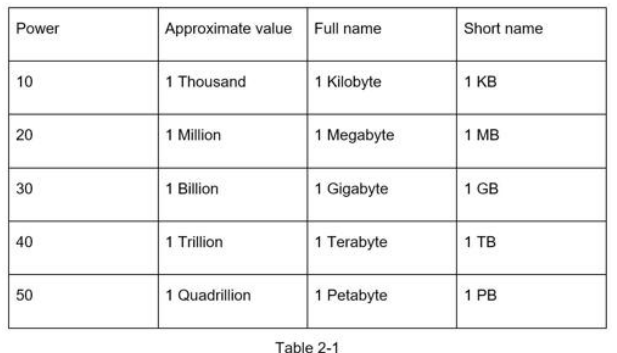 Power Approximate value Full name Short name
10 1 Thousand 1 Kilobyte 1 KB
20 1 Million 1 Megabyte 1 MB
30 1 Billion 1 Gigabyte 1 GB
40 1 Trillion 1 Terabyte 1 TB
50 1 Quadrillion 1 Petabyte 1 PB
Table 2-1